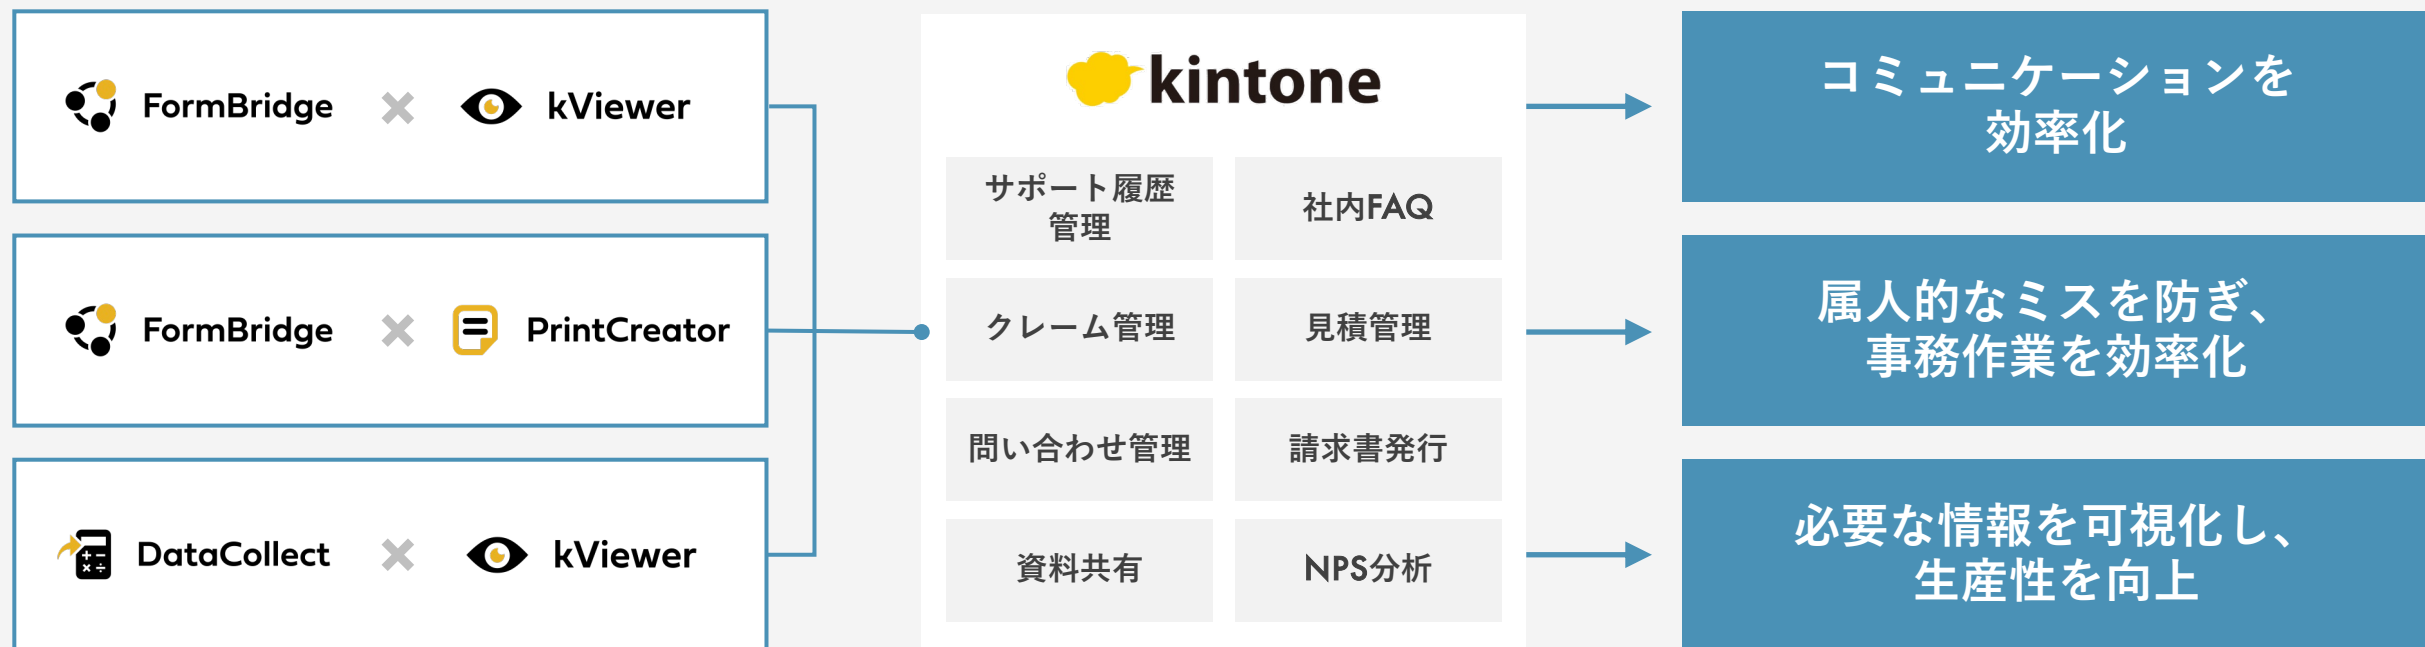 FormBridge × kViewer
FormBridge × PrintCreator
DataCollect × kViewer
kintone
サポート履歴
管理
社内FAQ
クレーム管理
見積管理
問い合わせ管理
請求書発行
資料共有
NPS分析
コミュニケーションを
効率化
属人的なミスを防ぎ、
事務作業を効率化
必要な情報を可視化し、
生産性を向上